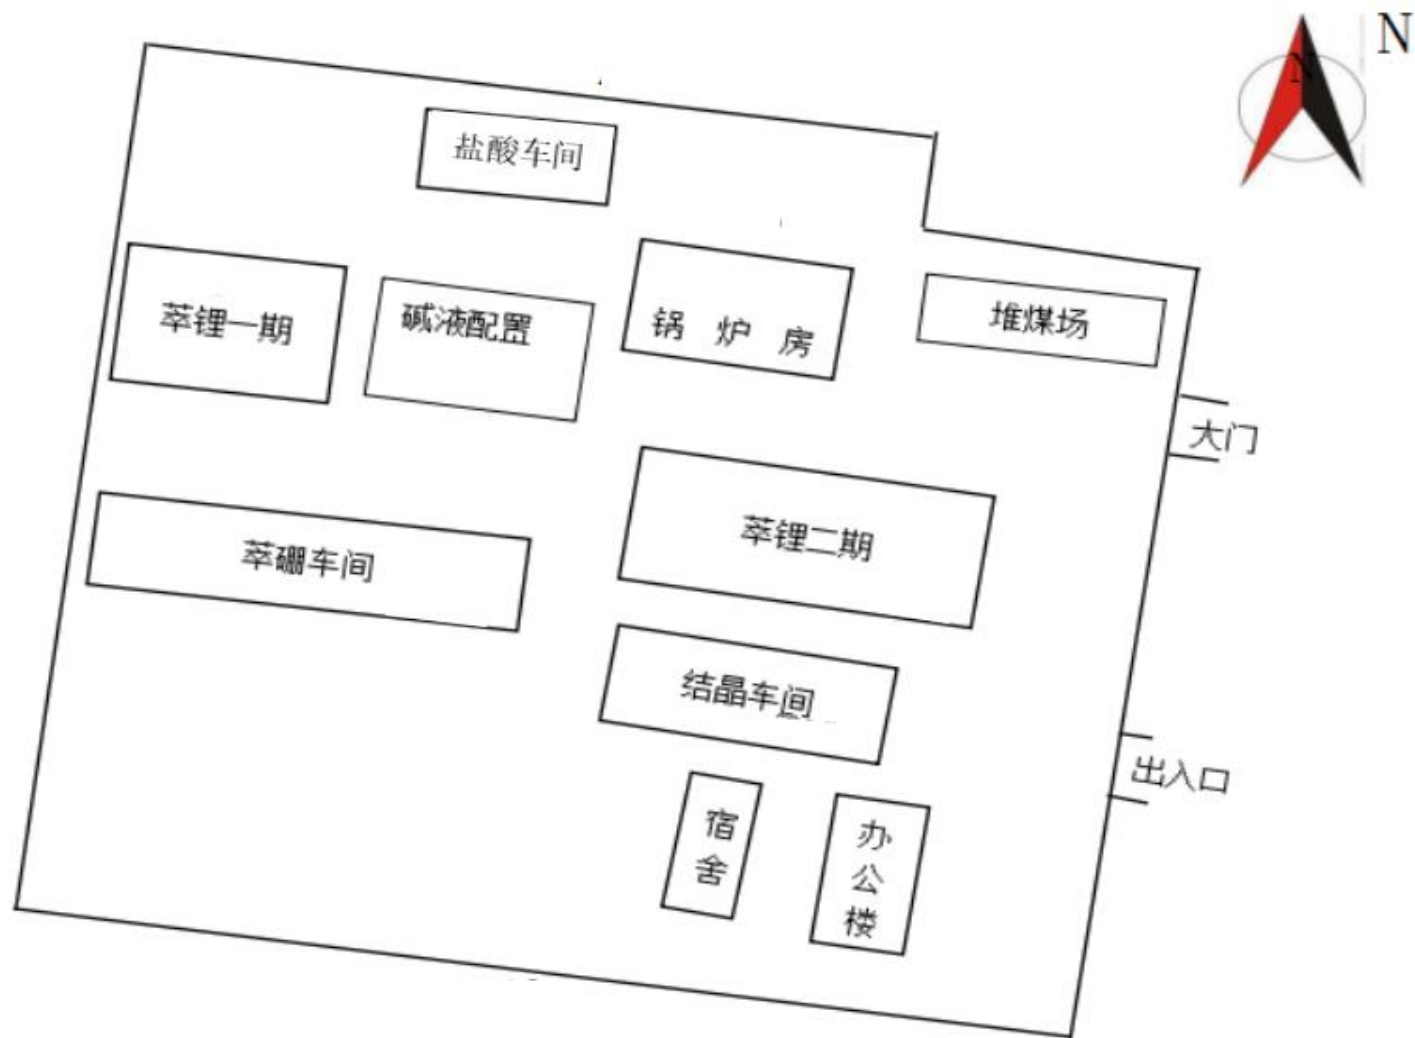 N
N
盐酸车间
萃锂一期
碱液配置
锅 炉 房
堆煤场
大门
萃硼车间
萃锂二期
结晶车间
出入口
宿舍
办公楼